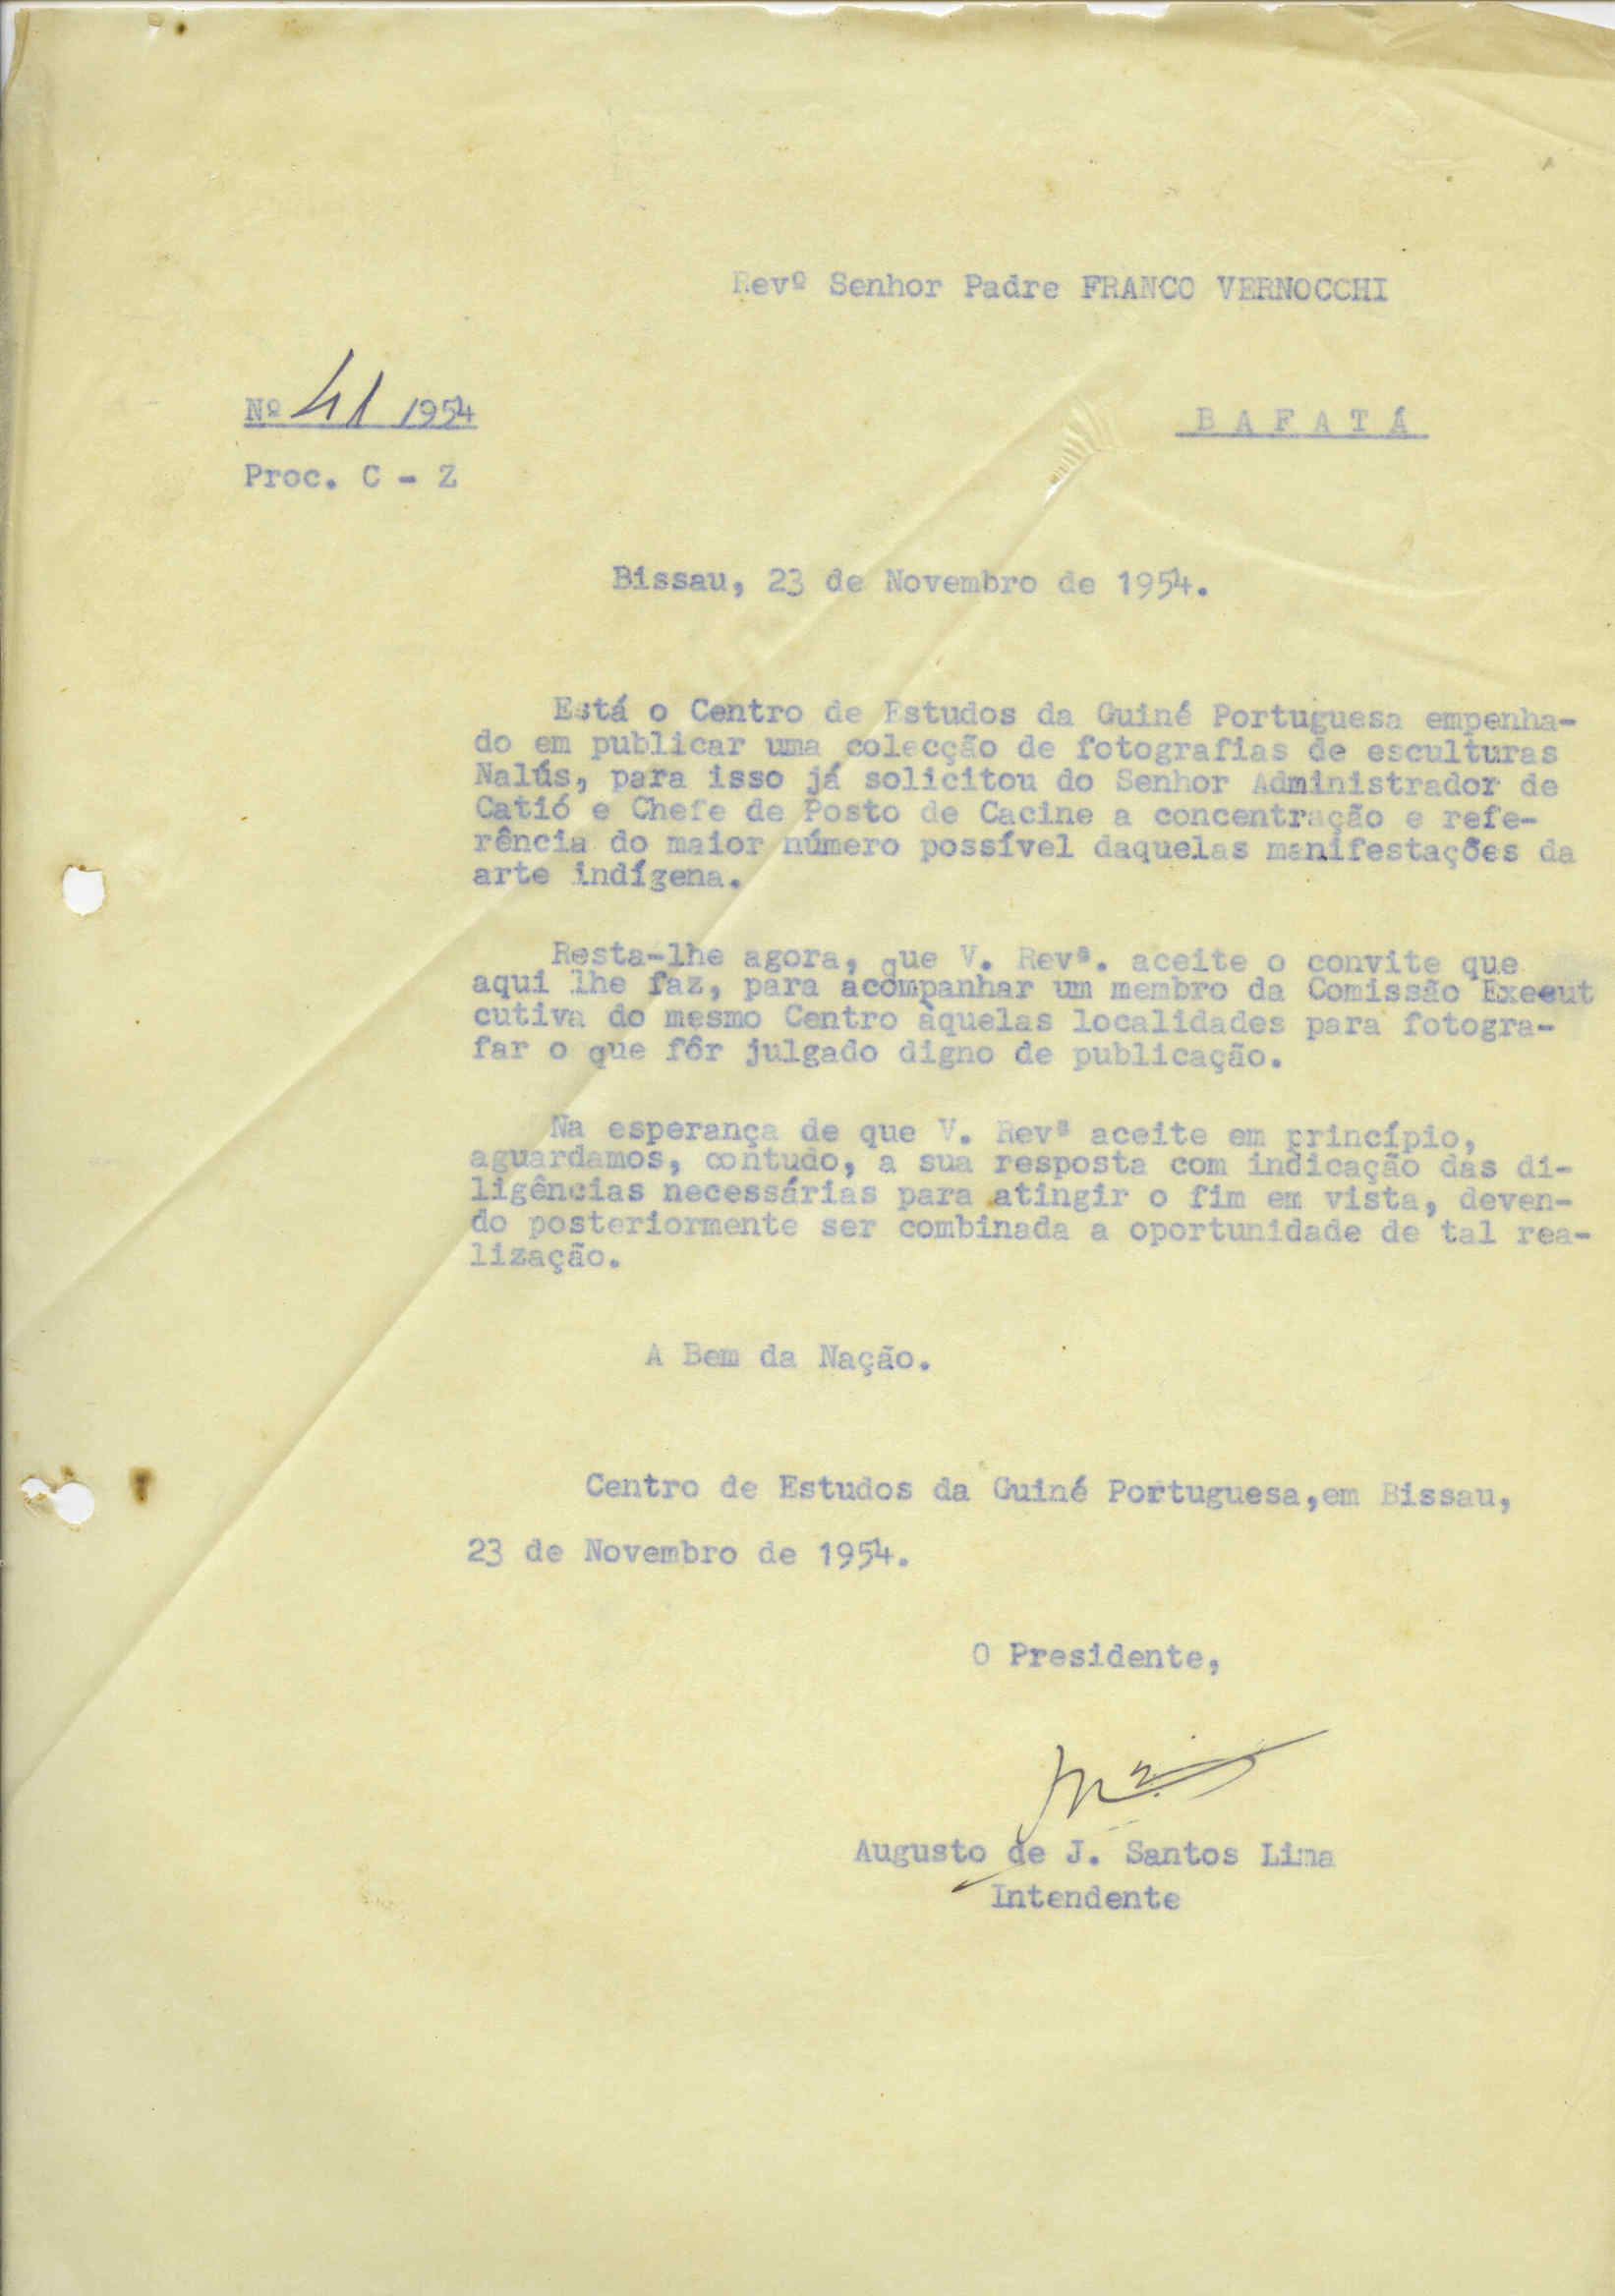 Revº Senhor Padre FRANCO VERNOCCHI
Nº 41 /1954
B A F A T Á
Proc. C - Z
Bissau, 23 de Novembro de 1954.
Está o Centro de Estudos da Guiné Portuguesa empenha-
do em publicar uma colecção de fotografias de esculturas
Nalús, para isso já solicitou do Senhor Administrador de
Catió e Chefe de Posto de Cacine a concentração e refe-
rência do maior número possível daquelas manifestações da
arte indígena.
Resta-lhe agora, que V. Revª. aceite o convite que
aqui lhe faz, para acompanhar um membro da Comissão Exeeut
cutiva do mesmo Centro àquelas localidades para fotogra-
far o que fôr julgado digno de publicação.
Na esperança de que V. Revª aceite em princípio,
aguardamos, contudo, a sua resposta com indicação das di-
ligências necessárias para atingir o fim em vista, deven-
do posteriormente ser combinada a oportunidade de tal rea-
lização.
A Bem da Nação.
Centro de Estudos da Guiné Portuguesa,em Bissau,
23 de Novembro de 1954.
O Presidente,
Augusto de J. Santos Lima
Intendente